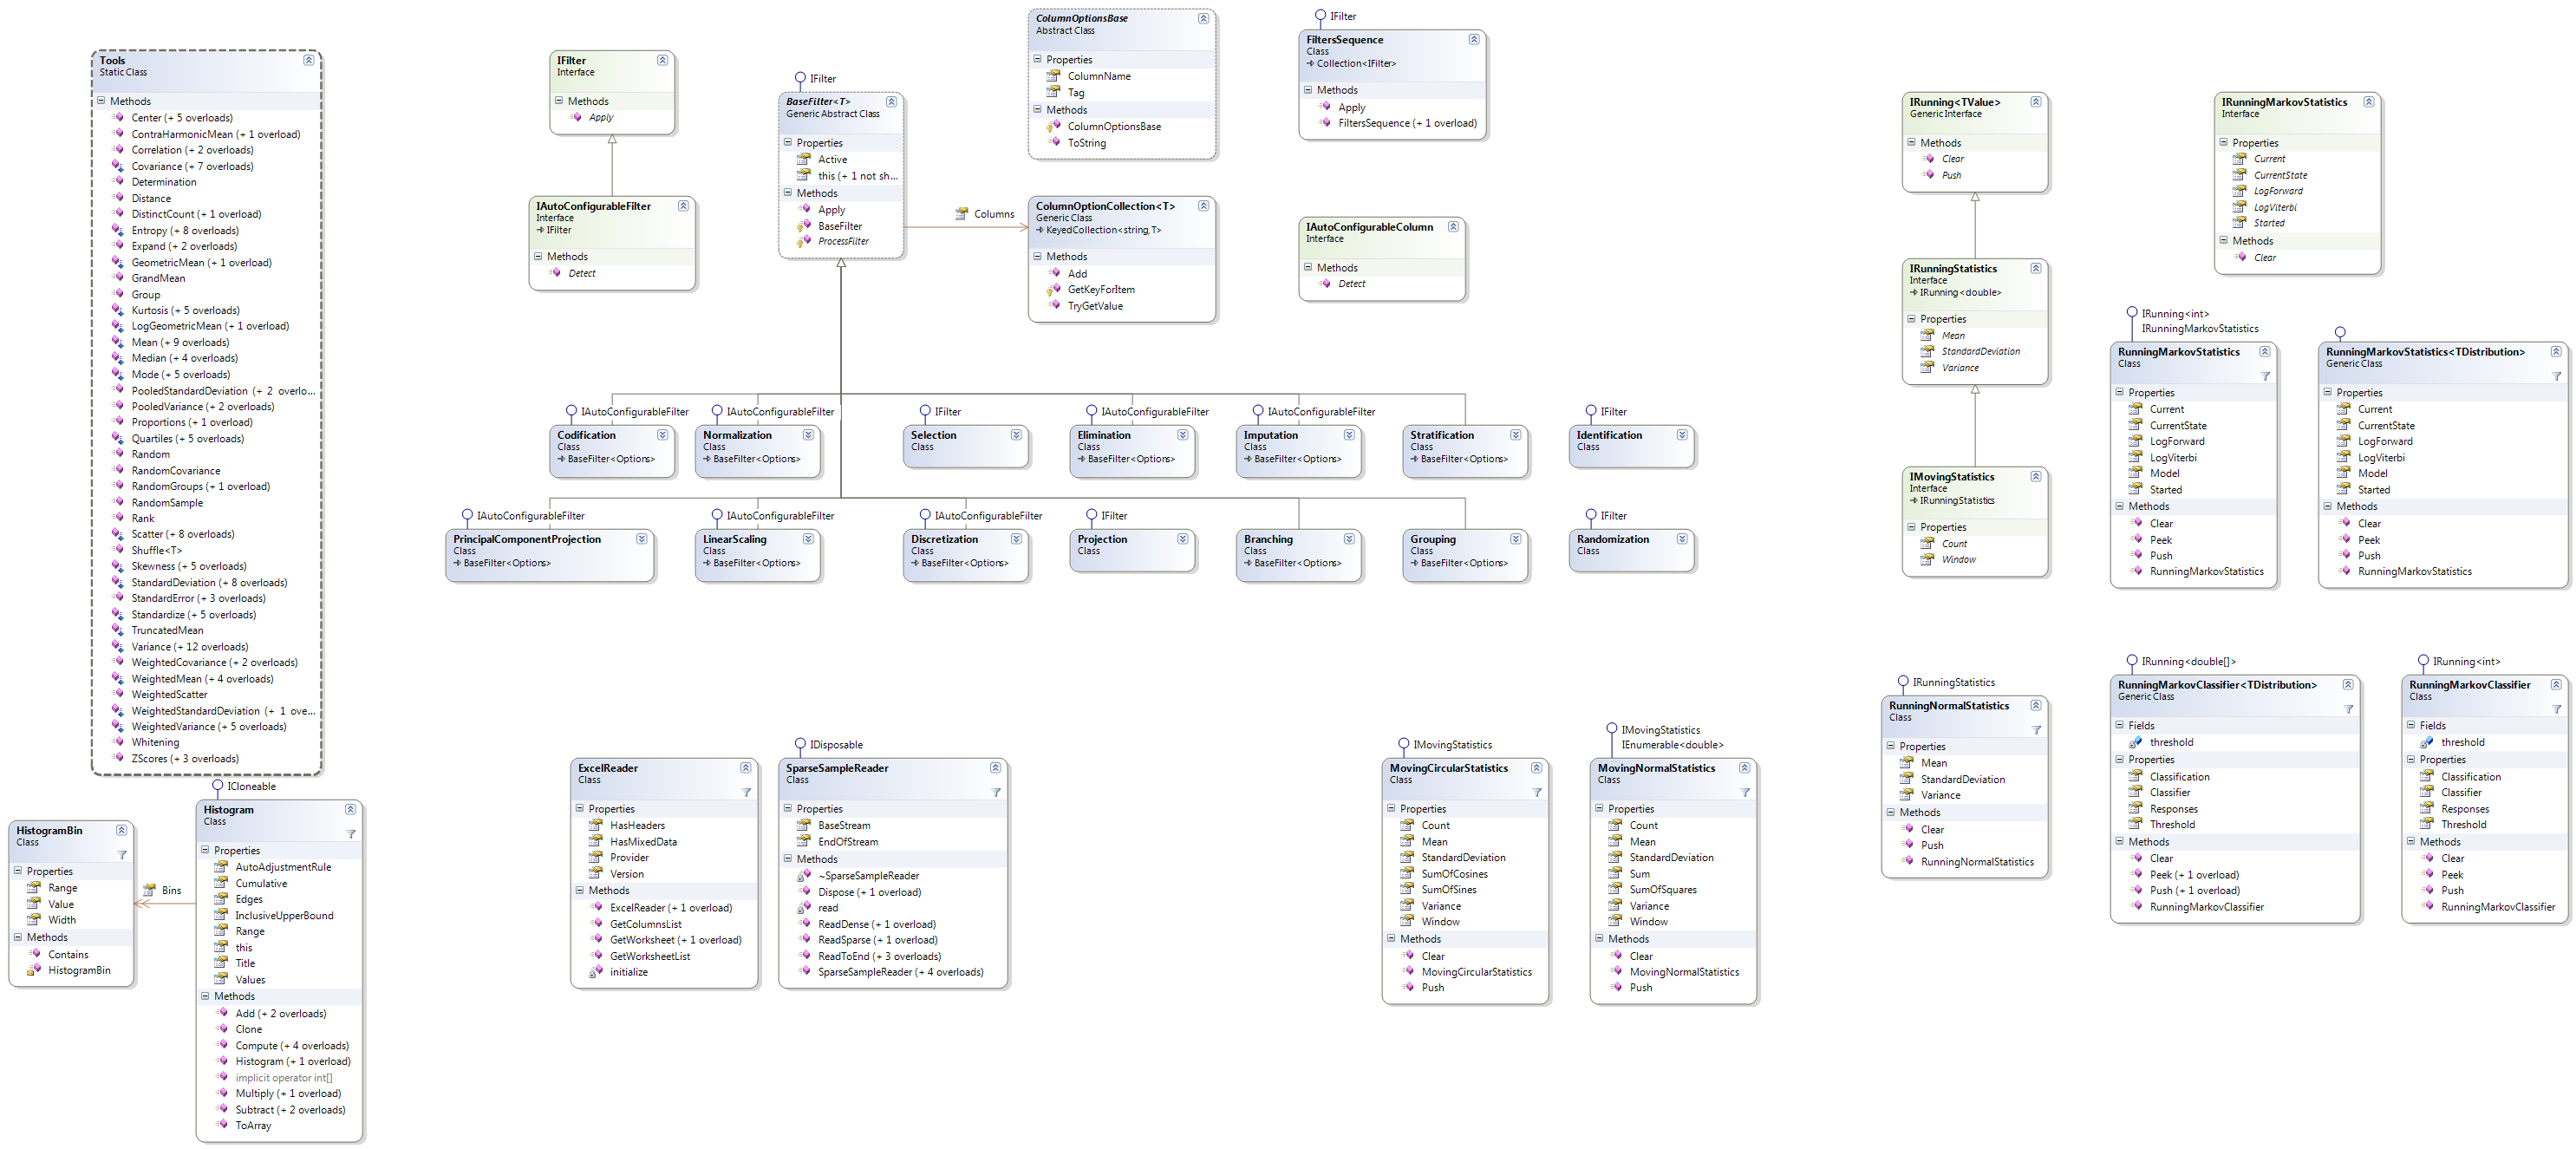 Tools
Static Class
Methods
Center (+ 5 overloads)
ContraHarmonicMean (+ 1 overload)
Correlation (+ 2 overloads)
Covariance (+ 7 overloads)
Determination
Distance
DistinctCount (+ 1 overload)
Entropy (+ 8 overloads)
Expand (+ 2 overloads)
GeometricMean (+ 1 overload)
GrandMean
Group
Kurtosis (+ 5 overloads)
LogGeometricMean (+ 1 overload)
Mean (+ 9 overloads)
Median (+ 4 overloads)
Mode (+ 5 overloads)
PooledStandardDeviation (+ 2 overlo...
PooledVariance (+ 2 overloads)
Proportions (+ 1 overload)
Quartiles (+ 5 overloads)
Random
RandomCovariance
RandomGroups (+ 1 overload)
RandomSample
Rank
Scatter (+ 8 overloads)
Shuffle<T>
Skewness (+ 5 overloads)
StandardDeviation (+ 8 overloads)
StandardError (+ 3 overloads)
Standardize (+ 5 overloads)
TruncatedMean
Variance (+ 12 overloads)
WeightedCovariance (+ 2 overloads)
WeightedMean (+ 4 overloads)
WeightedScatter
WeightedStandardDeviation (+ 1 ove...
WeightedVariance (+ 5 overloads)
Whitening
ZScores (+ 3 overloads)
HistogramBin
Class
Properties
Range
Value
Width
Methods
Contains
HistogramBin
Bins
ICloneable
Histogram
Class
Properties
AutoAdjustmentRule
Cumulative
Edges
InclusiveUpperBound
Range
this
Title
Values
Methods
Add (+ 2 overloads)
Clone
Compute (+ 4 overloads)
Histogram (+ 1 overload)
implicit operator int[]
Multiply (+ 1 overload)
Subtract (+ 2 overloads)
ToArray
IFilter
Interface
Methods
Apply
IAutoConfigurableFilter
Interface
IFilter
Methods
Detect
IFilter
BaseFilter<T>
Generic Abstract Class
Properties
Active
this (+ 1 not sh...
Methods
Apply
BaseFilter
ProcessFilter
Columns
ColumnOptionsBase
Abstract Class
Properties
ColumnName
Tag
Methods
ColumnOptionsBase
ToString
ColumnOptionCollection<T>
Generic Class
KeyedCollection<string,T>
Methods
Add
GetKeyForItem
TryGetValue
IFilter
FiltersSequence
Class
Collection<IFilter>
Methods
Apply
FiltersSequence (+ 1 overload)
IAutoConfigurableColumn
Interface
Methods
Detect
IAutoConfigurableFilter
Codification
Class
BaseFilter<Options>
IAutoConfigurableFilter
Normalization
Class
BaseFilter<Options>
IFilter
Selection
Class
IAutoConfigurableFilter
Elimination
Class
BaseFilter<Options>
IAutoConfigurableFilter
Imputation
Class
BaseFilter<Options>
Stratification
Class
BaseFilter<Options>
IFilter
Identification
Class
IAutoConfigurableFilter
PrincipalComponentProjection
Class
BaseFilter<Options>
IAutoConfigurableFilter
LinearScaling
Class
BaseFilter<Options>
IAutoConfigurableFilter
Discretization
Class
BaseFilter<Options>
IFilter
Projection
Class
Branching
Class
BaseFilter<Options>
Grouping
Class
BaseFilter<Options>
IFilter
Randomization
Class
ExcelReader
Class
Properties
HasHeaders
HasMixedData
Provider
Version
Methods
ExcelReader (+ 1 overload)
GetColumnsList
GetWorksheet (+ 1 overload)
GetWorksheetList
initialize
IDisposable
SparseSampleReader
Class
Properties
BaseStream
EndOfStream
Methods
~SparseSampleReader
Dispose (+ 1 overload)
read
ReadDense (+ 1 overload)
ReadSparse (+ 1 overload)
ReadToEnd (+ 3 overloads)
SparseSampleReader (+ 4 overloads)
IMovingStatistics
MovingCircularStatistics
Class
Properties
Count
Mean
StandardDeviation
SumOfCosines
SumOfSines
Variance
Window
Methods
Clear
MovingCircularStatistics
Push
IMovingStatistics
IEnumerable<double>
MovingNormalStatistics
Class
Properties
Count
Mean
StandardDeviation
Sum
SumOfSquares
Variance
Window
Methods
Clear
MovingNormalStatistics
Push
IRunning<TValue>
Generic Interface
Methods
Clear
Push
IRunningStatistics
Interface
IRunning<double>
Properties
Mean
StandardDeviation
Variance
IMovingStatistics
Interface
IRunningStatistics
Properties
Count
Window
IRunningStatistics
RunningNormalStatistics
Class
Properties
Mean
StandardDeviation
Variance
Methods
Clear
Push
RunningNormalStatistics
IRunningMarkovStatistics
Interface
Properties
Current
CurrentState
LogForward
LogViterbi
Started
Methods
Clear
IRunning<int>
IRunningMarkovStatistics
RunningMarkovStatistics
Class
Properties
Current
CurrentState
LogForward
LogViterbi
Model
Started
Methods
Clear
Peek
Push
RunningMarkovStatistics
RunningMarkovStatistics<TDistribution>
Generic Class
Properties
Current
CurrentState
LogForward
LogViterbi
Model
Started
Methods
Clear
Peek
Push
RunningMarkovStatistics
IRunning<double[]>
RunningMarkovClassifier<TDistribution>
Generic Class
Fields
threshold
Properties
Classification
Classifier
Responses
Threshold
Methods
Clear
Peek (+ 1 overload)
Push (+ 1 overload)
RunningMarkovClassifier
IRunning<int>
RunningMarkovClassifier
Class
Fields
threshold
Properties
Classification
Classifier
Responses
Threshold
Methods
Clear
Peek
Push
RunningMarkovClassifier